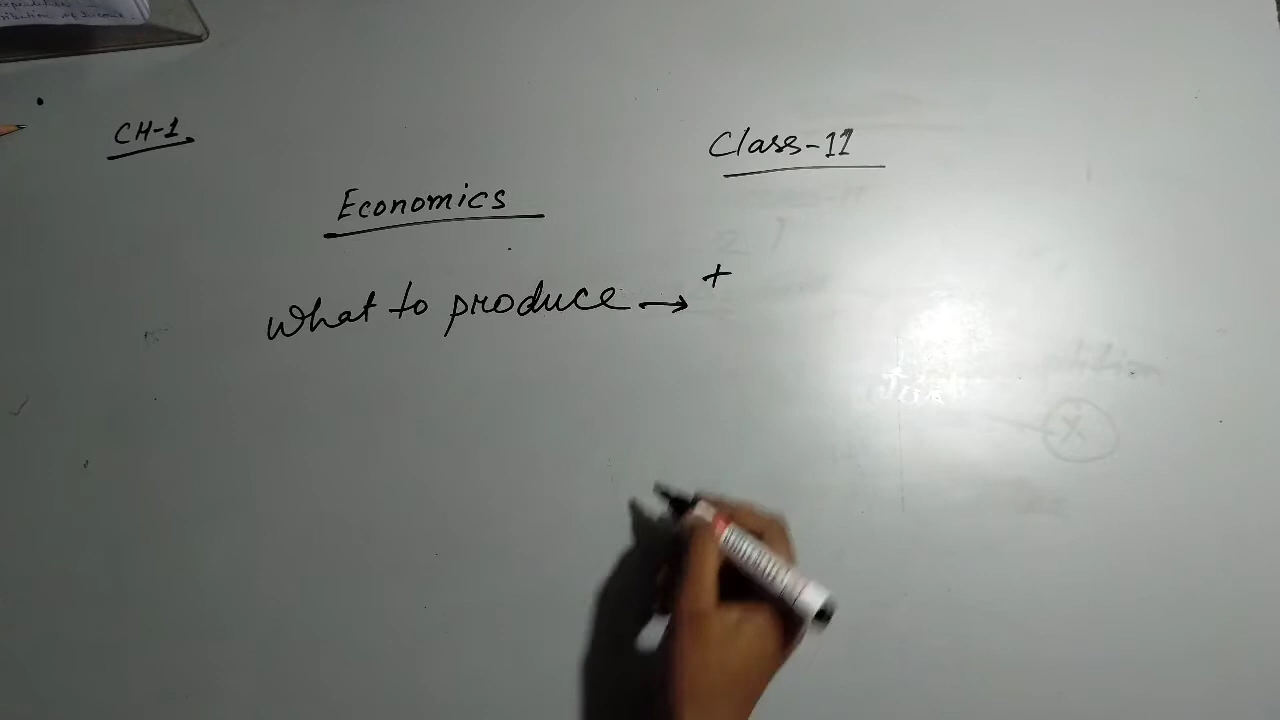 CH-1
Class-11
Economics
What to produce → +